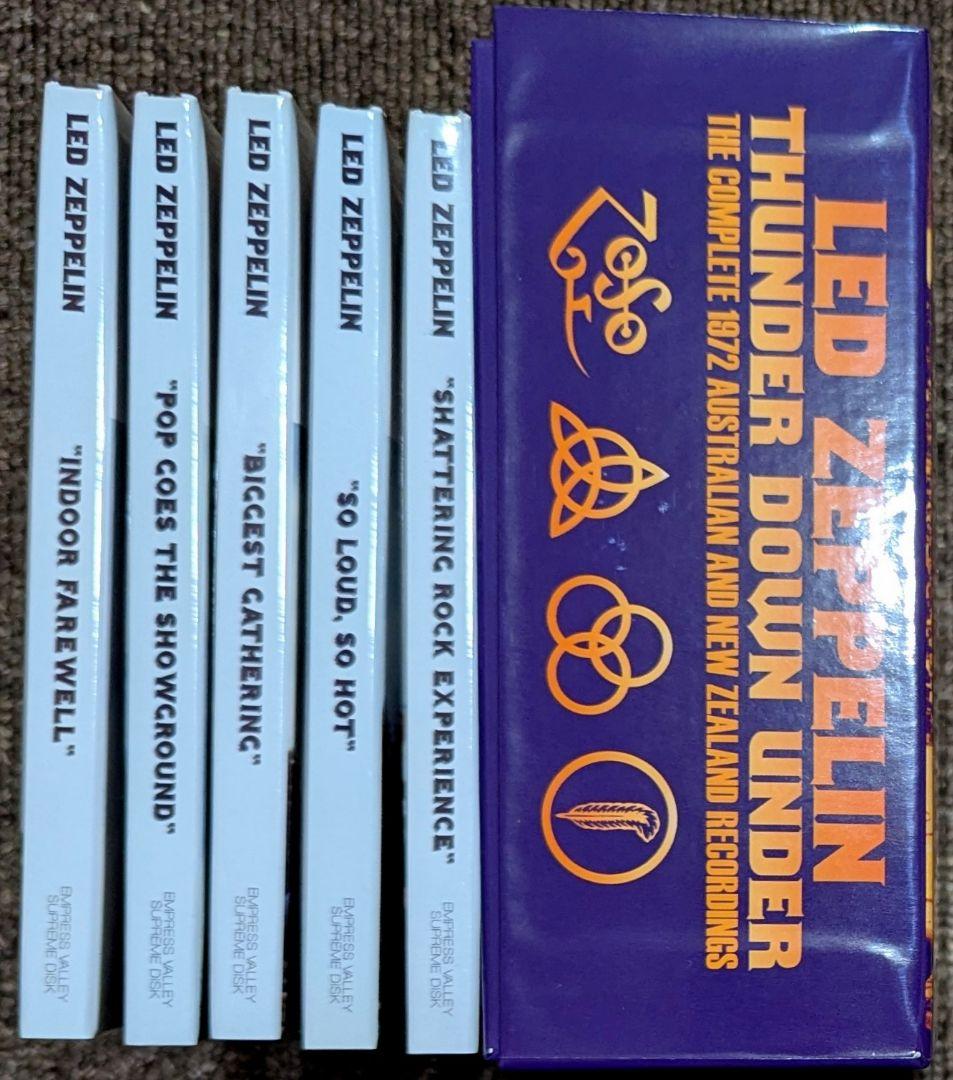 LED ZEPPELIN
THUNDER DOWN UNDER
THE COMPLETE 1972 AUSTRALIAN AND NEW ZEALAND RECORDINGS
ZOSO
LED ZEPPELIN "SHATTERING ROCK EXPERIENCE" EMPRESS VALLEY
SUPREME DISK
LED ZEPPELIN "SO LOUD, SO HOT" EMPRESS VALLEY
SUPREME DISK
LED ZEPPELIN "BIGGEST GATHERING" EMPRESS VALLEY
SUPREME DISK
LED ZEPPELIN "POP GOES THE SHOWGROUND" EMPRESS VALLEY
SUPREME DISK
LED ZEPPELIN "INDOOR FAREWELL" EMPRESS VALLEY
SUPREME DISK